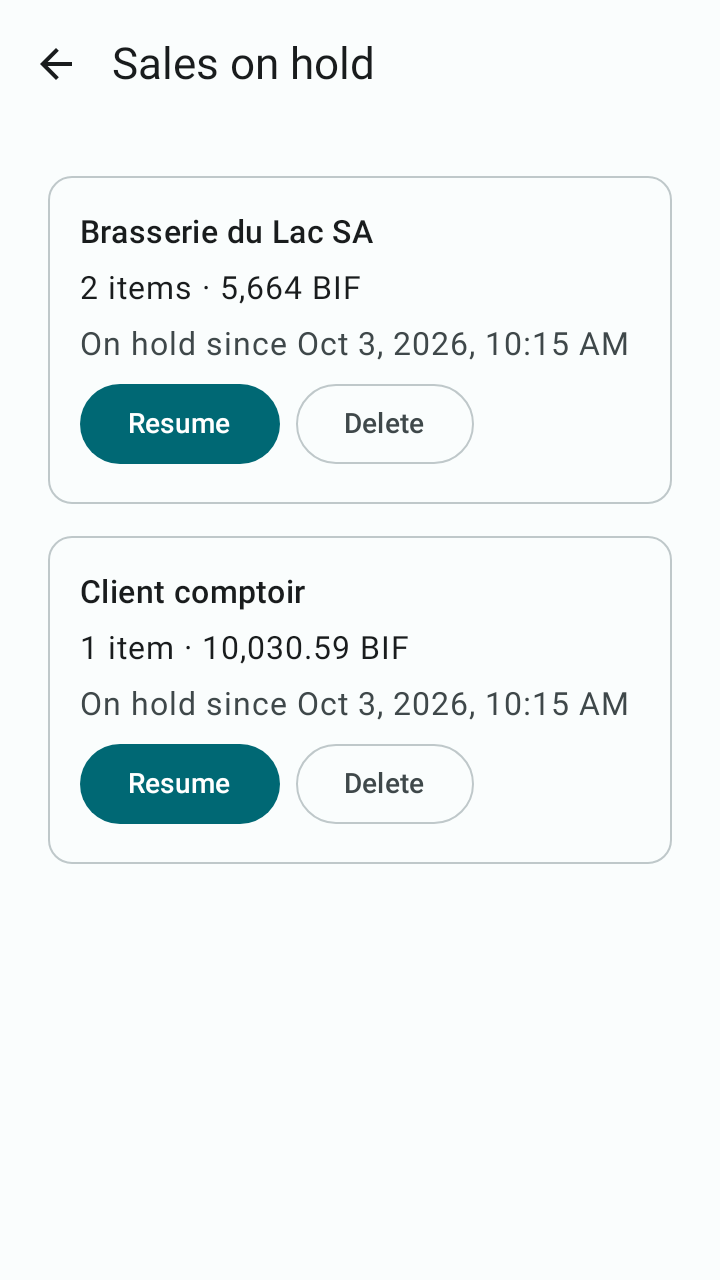 Sales on hold
Brasserie du Lac SA
2 items · 5,664 BIF
On hold since Oct 3, 2026, 10:15 AM
Resume
Delete
Client comptoir
1 item · 10,030.59 BIF
On hold since Oct 3, 2026, 10:15 AM
Resume
Delete